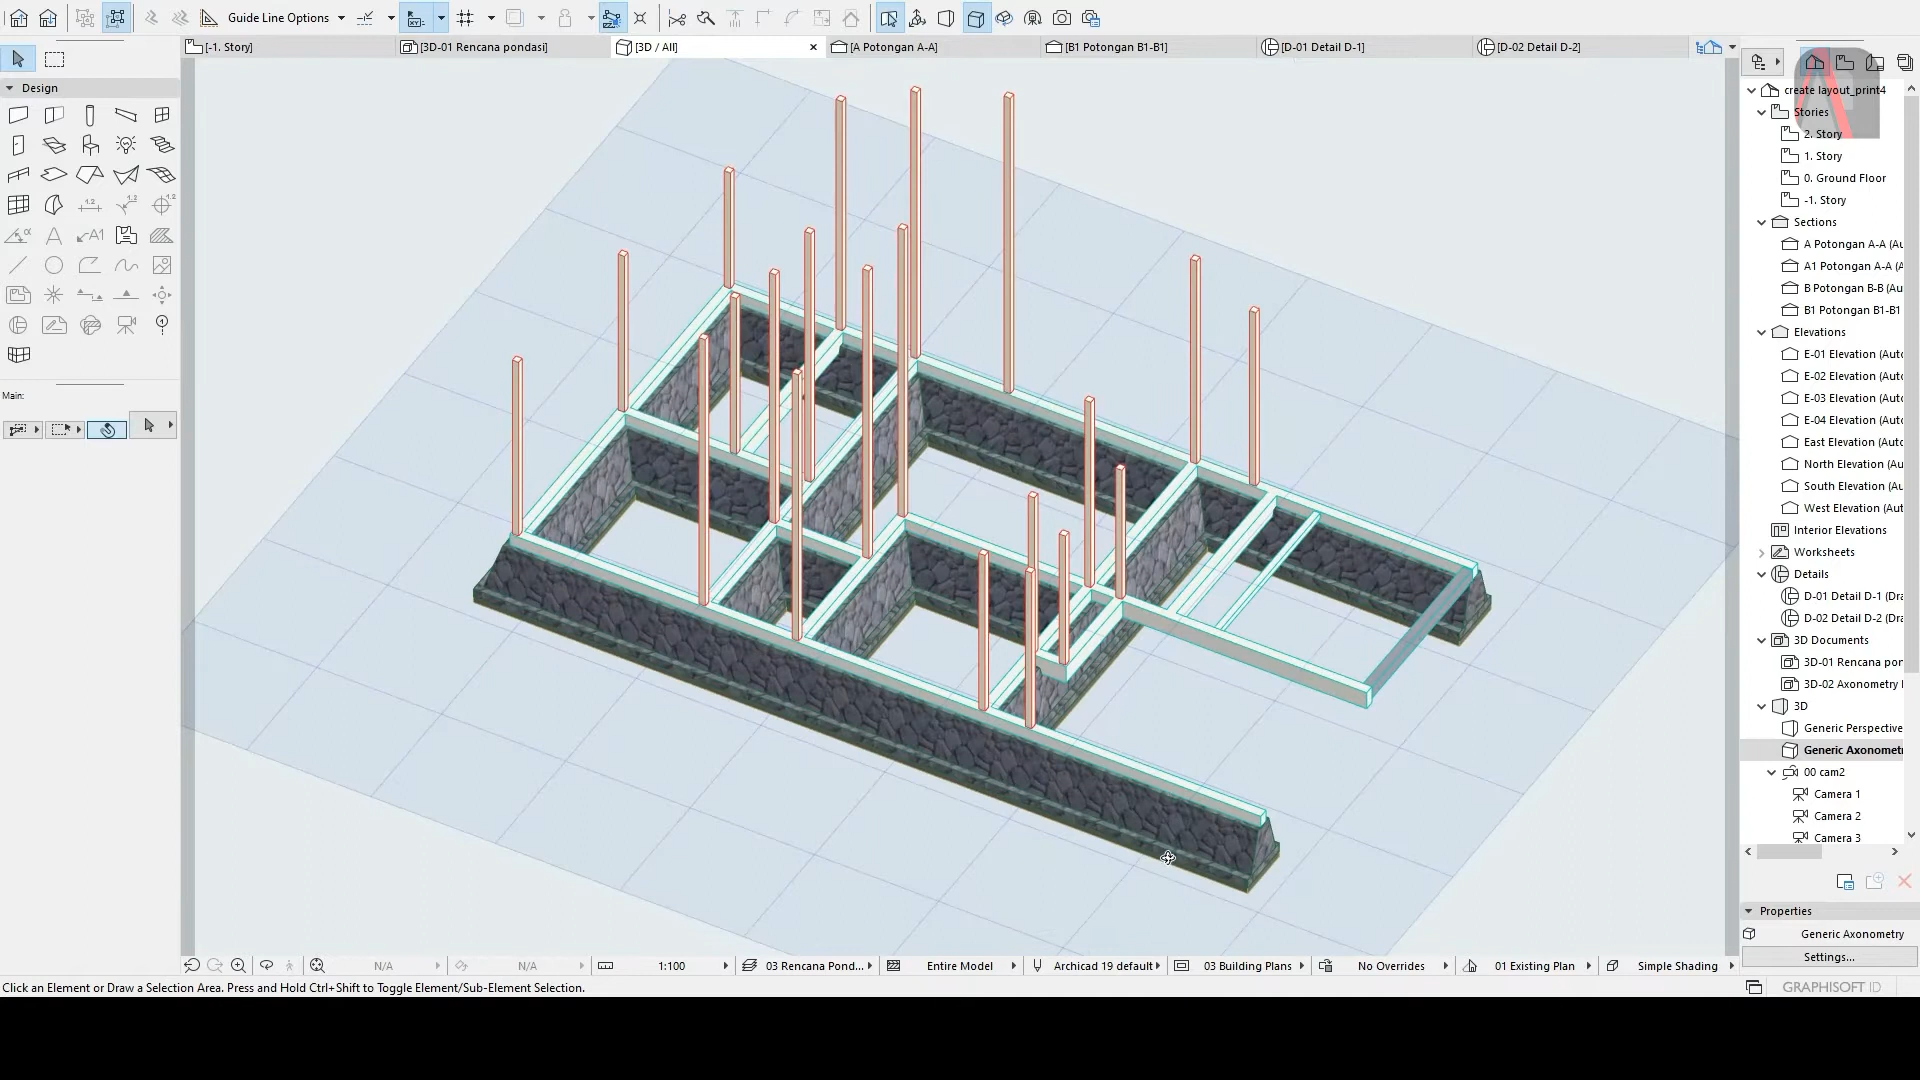 Guide Line Options
[-1. Story]
[3D-01 Rencana pondasi]
[3D / All]
[A Potongan A-A]
[B1 Potongan B1-B1]
[D-01 Detail D-1]
[D-02 Detail D-2]
Design
Main:
create layout_print4
Stories
2. Story
1. Story
0. Ground Floor
-1. Story
Sections
A Potongan A-A (Au
A1 Potongan A-A (A
B Potongan B-B (Au
B1 Potongan B1-B1
Elevations
E-01 Elevation (Auto
E-02 Elevation (Auto
E-03 Elevation (Auto
E-04 Elevation (Auto
East Elevation (Auto
North Elevation (Au
South Elevation (Au
West Elevation (Aut
Interior Elevations
Worksheets
Details
D-01 Detail D-1 (Dra
D-02 Detail D-2 (Dra
3D Documents
3D-01 Rencana pon
3D-02 Axonometry
3D
Generic Perspective
Generic Axonomet
00 cam2
Camera 1
Camera 2
Camera 3
Properties
Generic Axonometry
Settings...
N/A
N/A
1:100
03 Rencana Pond...
Entire Model
Archicad 19 default
03 Building Plans
No Overrides
01 Existing Plan
Simple Shading
Click an Element or Draw a Selection Area. Press and Hold Ctrl+Shift to Toggle Element/Sub-Element Selection.
GRAPHISOFT ID